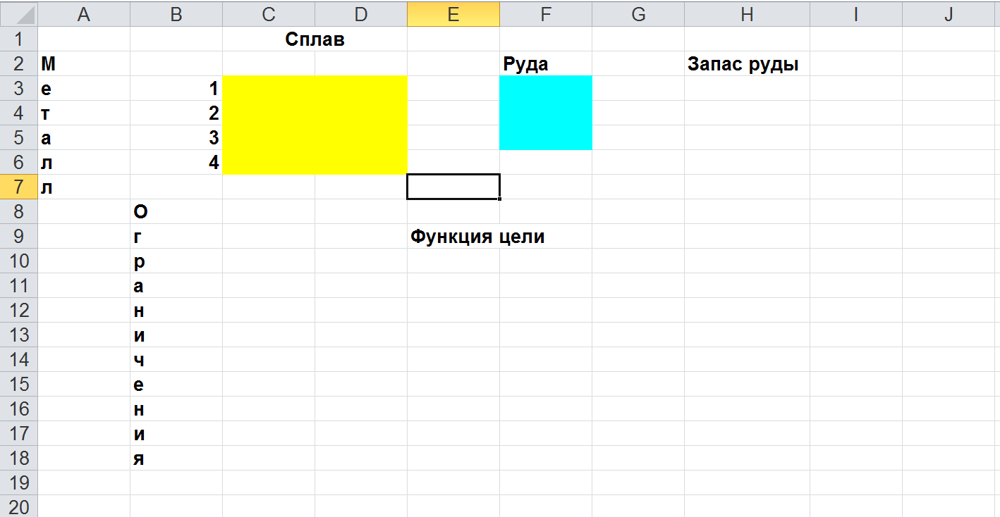 A B C D E F G H I J
1 Сплав
2 М Руда Запас руды
3 е 1
4 т 2
5 а 3
6 л 4
7 л
8 О
9 г Функция цели
10 р
11 а
12 н
13 и
14 ч
15 е
16 н
17 и
18 я
19
20